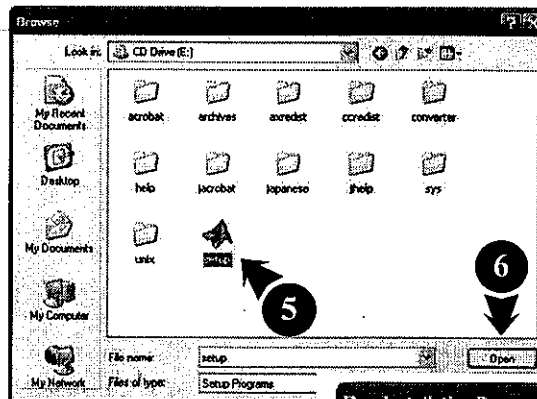 Browse
Look in: CD Drive (E:)
My Recent Documents
Desktop
My Documents
My Computer
My Network
acrobat archives axredist ccredist converter
help jacrobat japanese jhelp sys
unix setup
5
6
File name: setup Open
Files of type: Setup Programs